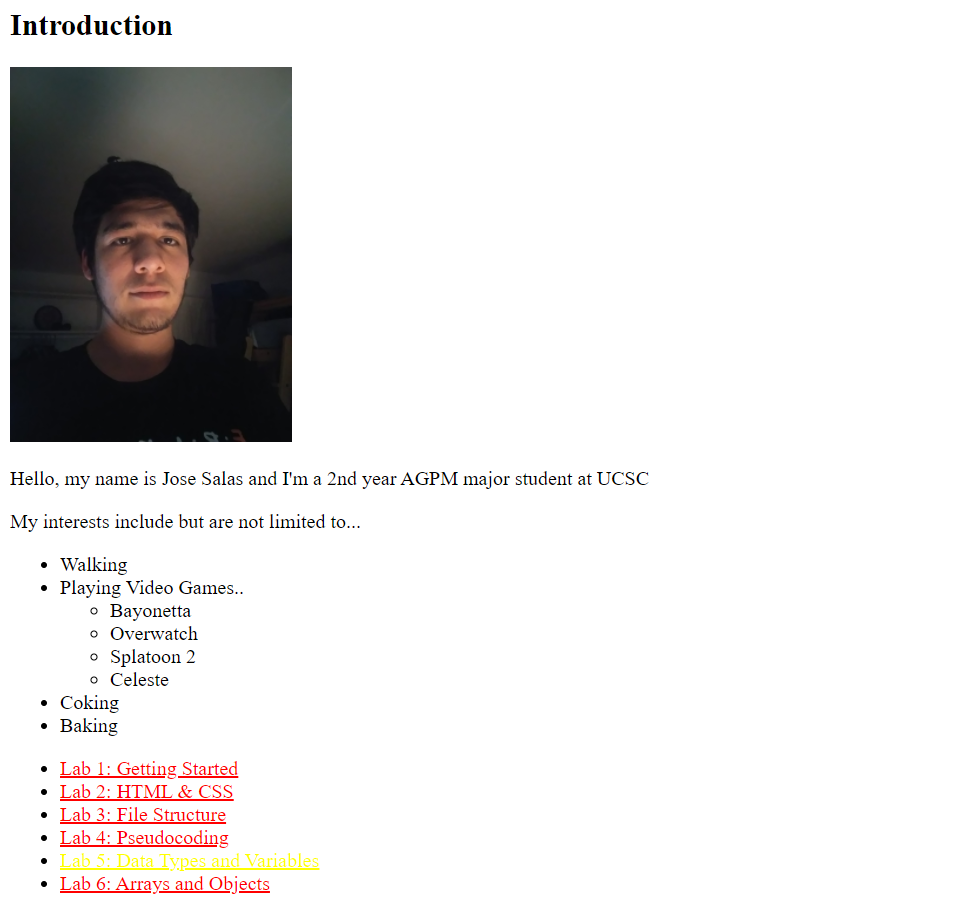 Introduction
Hello, my name is Jose Salas and I'm a 2nd year AGPM major student at UCSC
My interests include but are not limited to...
Walking
Playing Video Games..
Bayonetta
Overwatch
Splatoon 2
Celeste
Coking
Baking
Lab 1: Getting Started
Lab 2: HTML & CSS
Lab 3: File Structure
Lab 4: Pseudocoding
Lab 5: Data Types and Variables
Lab 6: Arrays and Objects